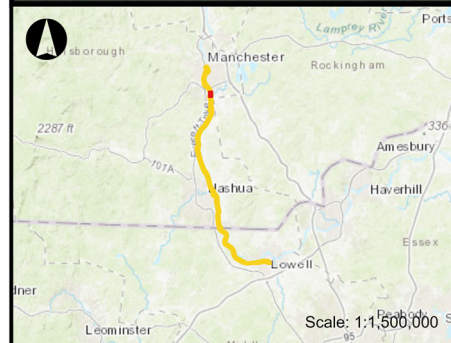 Lamprey River
Ports
Hillsborough
Manchester
Rockingham
2287 ft
336
101A
Amesbury
Nashua
Haverhill
Essex
Lowell
dner
Leominster
Peabody
S
Scale: 1:1,500,000
95